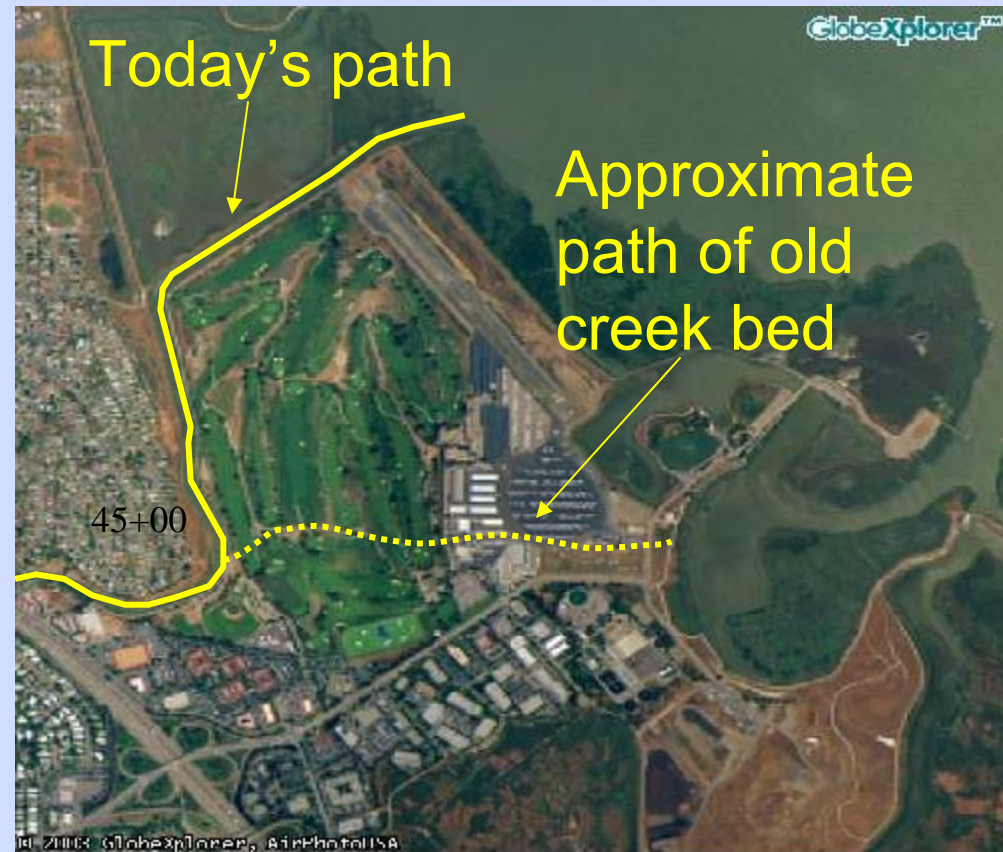 GlobeXplorer™
Today’s path
Approximate
path of old
creek bed
45+00
© 2003 GlobeXplorer, AirPhotoUSA